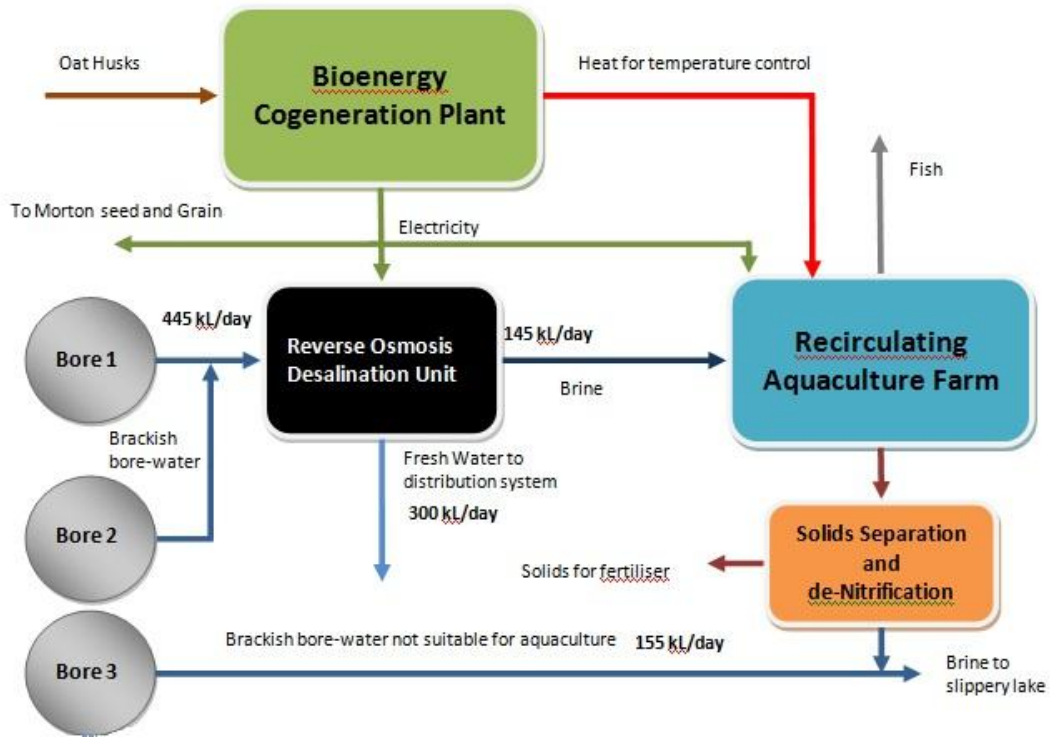 Oat Husks
Bioenergy
Cogeneration Plant
Heat for temperature control
Fish
To Morton seed and Grain
Electricity
445 kL/day
Bore 1
Reverse Osmosis
Desalination Unit
145 kL/day
Brine
Recirculating
Aquaculture Farm
Brackish
bore-water
Fresh Water to
distribution system
300 kL/day
Bore 2
Solids Separation
and
de-Nitrification
Solids for fertiliser
Brackish bore-water not suitable for aquaculture 155 kL/day
Bore 3
Brine to
slippery lake